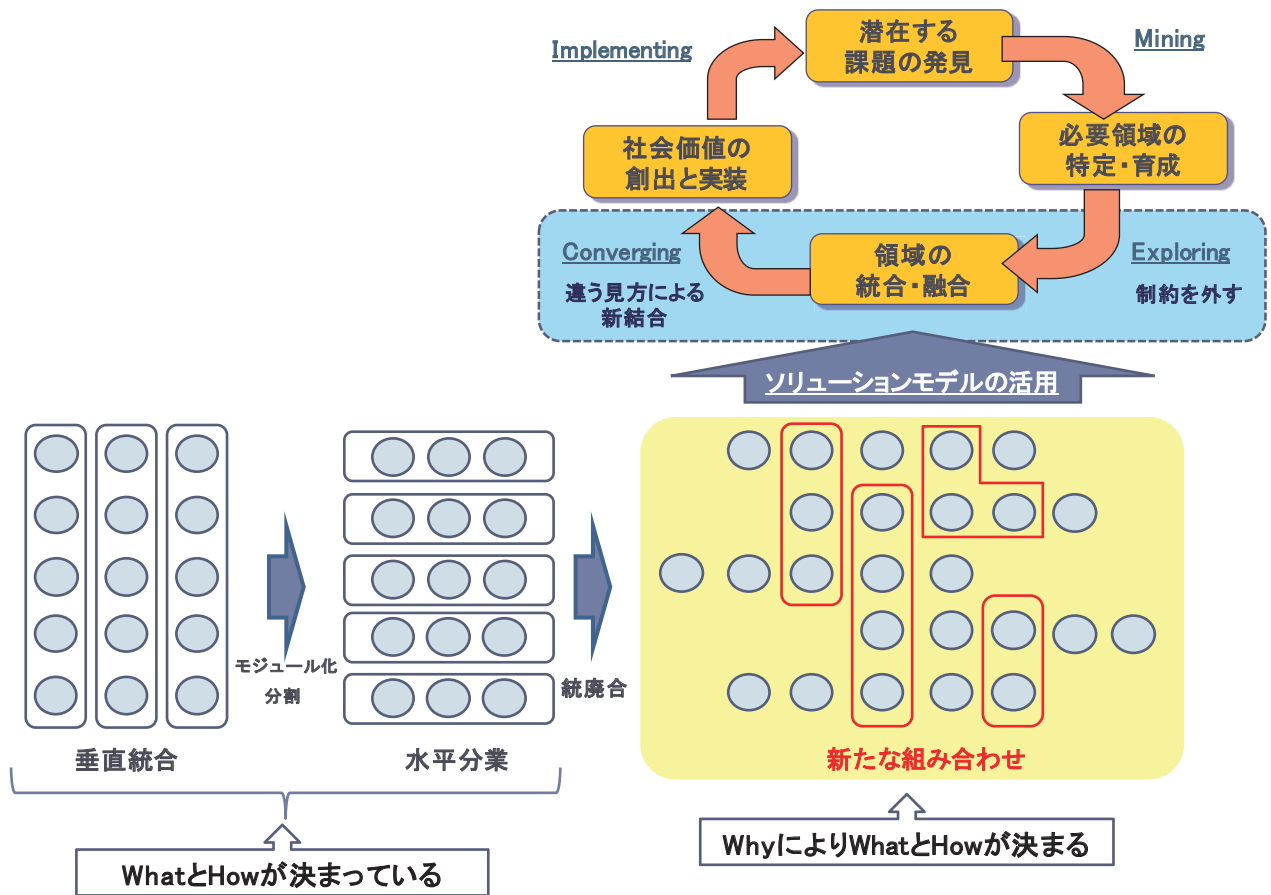 Implementing
潜在する
課題の発見
Mining
社会価値の
創出と実装
必要領域の
特定・育成
Converging
違う見方による
新結合
領域の
統合・融合
Exploring
制約を外す
ソリューションモデルの活用
モジュール化
分割
統廃合
垂直統合
水平分業
新たな組み合わせ
WhatとHowが決まっている
WhyによりWhatとHowが決まる